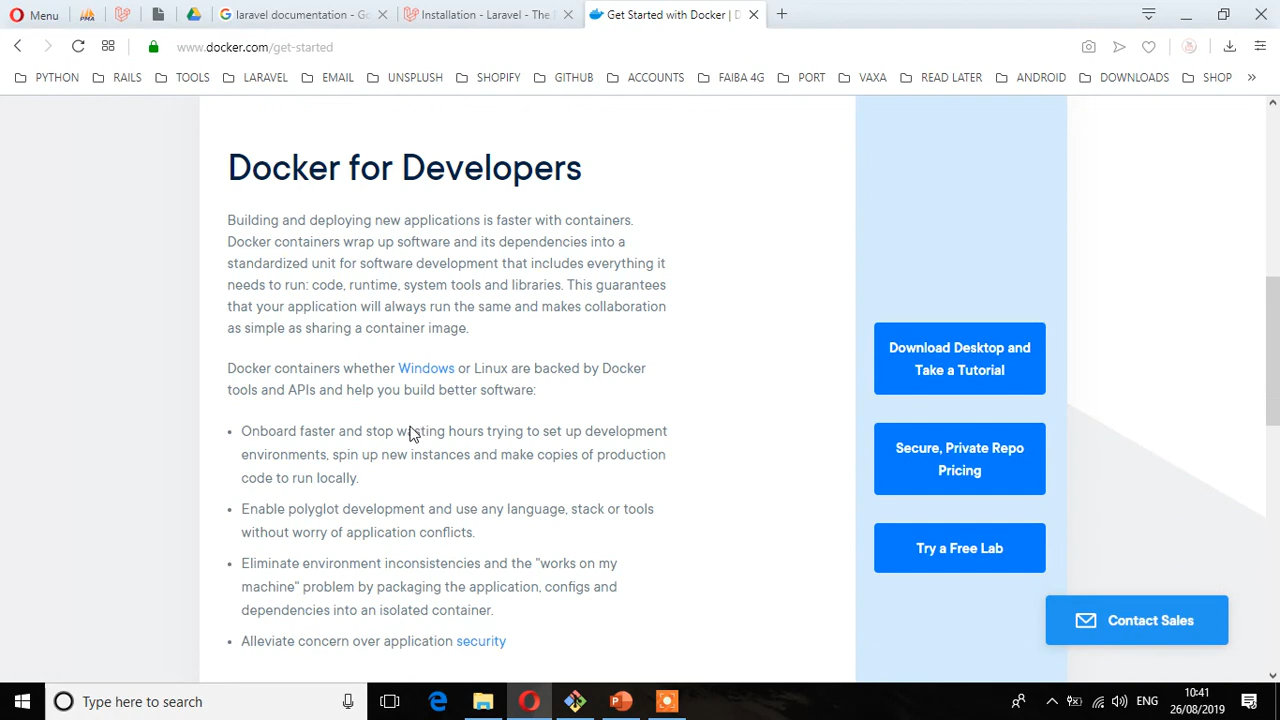 Menu
laravel documentation - Go
Installation - Laravel - The
Get Started with Docker | D
www.docker.com/get-started
PYTHON
RAILS
TOOLS
LARAVEL
EMAIL
UNSPLUSH
SHOPIFY
GITHUB
ACCOUNTS
FAIBA 4G
PORT
VAXA
READ LATER
ANDROID
DOWNLOADS
SHOP
Docker for Developers
Building and deploying new applications is faster with containers.
Docker containers wrap up software and its dependencies into a
standardized unit for software development that includes everything it
needs to run: code, runtime, system tools and libraries. This guarantees
that your application will always run the same and makes collaboration
as simple as sharing a container image.
Docker containers whether Windows or Linux are backed by Docker
tools and APIs and help you build better software:
• Onboard faster and stop wasting hours trying to set up development
environments, spin up new instances and make copies of production
code to run locally.
• Enable polyglot development and use any language, stack or tools
without worry of application conflicts.
• Eliminate environment inconsistencies and the "works on my
machine" problem by packaging the application, configs and
dependencies into an isolated container.
• Alleviate concern over application security
Download Desktop and
Take a Tutorial
Secure, Private Repo
Pricing
Try a Free Lab
Contact Sales
Type here to search
ENG
10:41
26/08/2019